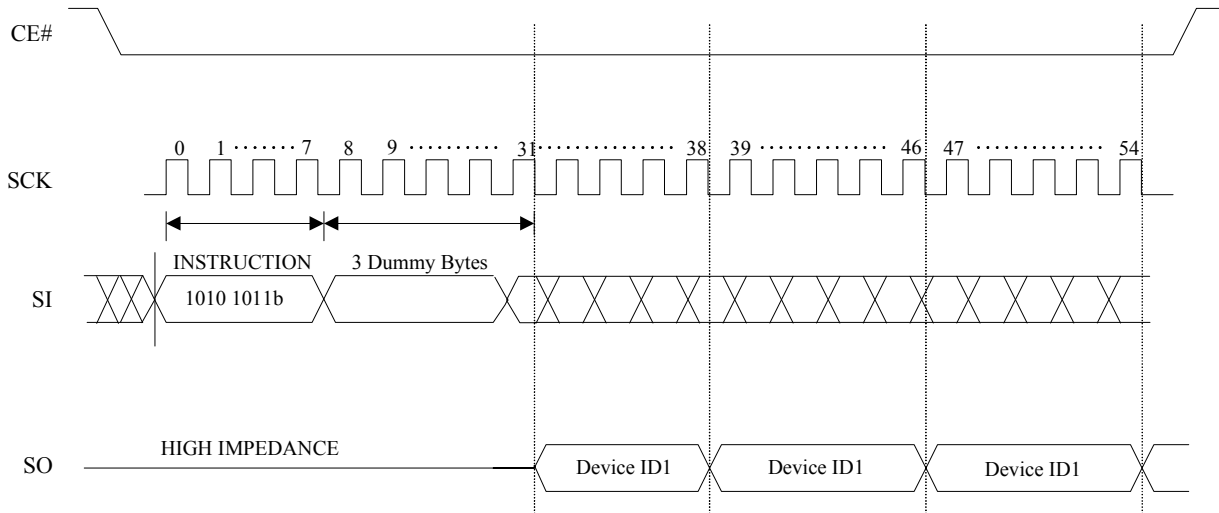 CE#
0 1 ....... 7 8 9 ......... 31 .............. 38 39 ........... 46 47 ............ 54
SCK
INSTRUCTION 3 Dummy Bytes
SI 1010 1011b
HIGH IMPEDANCE
SO Device ID1 Device ID1 Device ID1